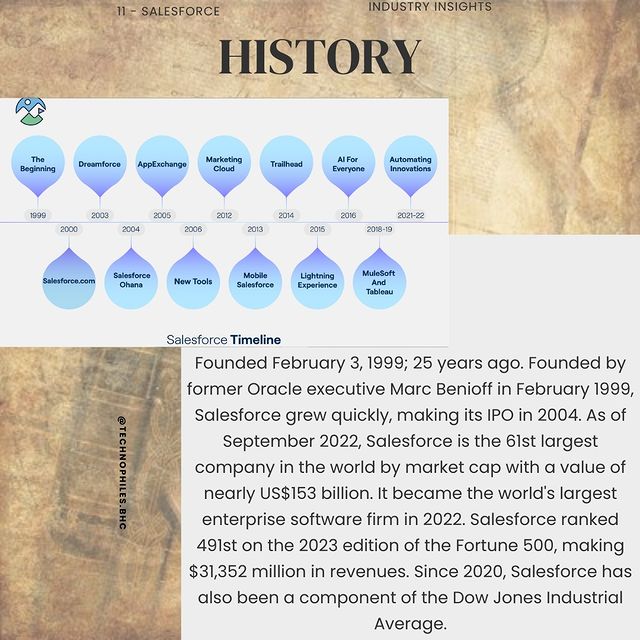 11 - SALESFORCE
INDUSTRY INSIGHTS
HISTORY
The
Beginning
Dreamforce
AppExchange
Marketing
Cloud
Trailhead
AI For
Everyone
Automating
Innovations
1999
2003
2005
2012
2014
2016
2021-22
2000
2004
2006
2013
2015
2018-19
Salesforce.com
Salesforce
Ohana
New Tools
Mobile
Salesforce
Lightning
Experience
MuleSoft
And
Tableau
Salesforce Timeline
Founded February 3, 1999; 25 years ago. Founded by
former Oracle executive Marc Benioff in February 1999,
Salesforce grew quickly, making its IPO in 2004. As of
September 2022, Salesforce is the 61st largest
company in the world by market cap with a value of
nearly US$153 billion. It became the world's largest
enterprise software firm in 2022. Salesforce ranked
491st on the 2023 edition of the Fortune 500, making
$31,352 million in revenues. Since 2020, Salesforce has
also been a component of the Dow Jones Industrial
Average.
@TECHNOPHILES.BHC